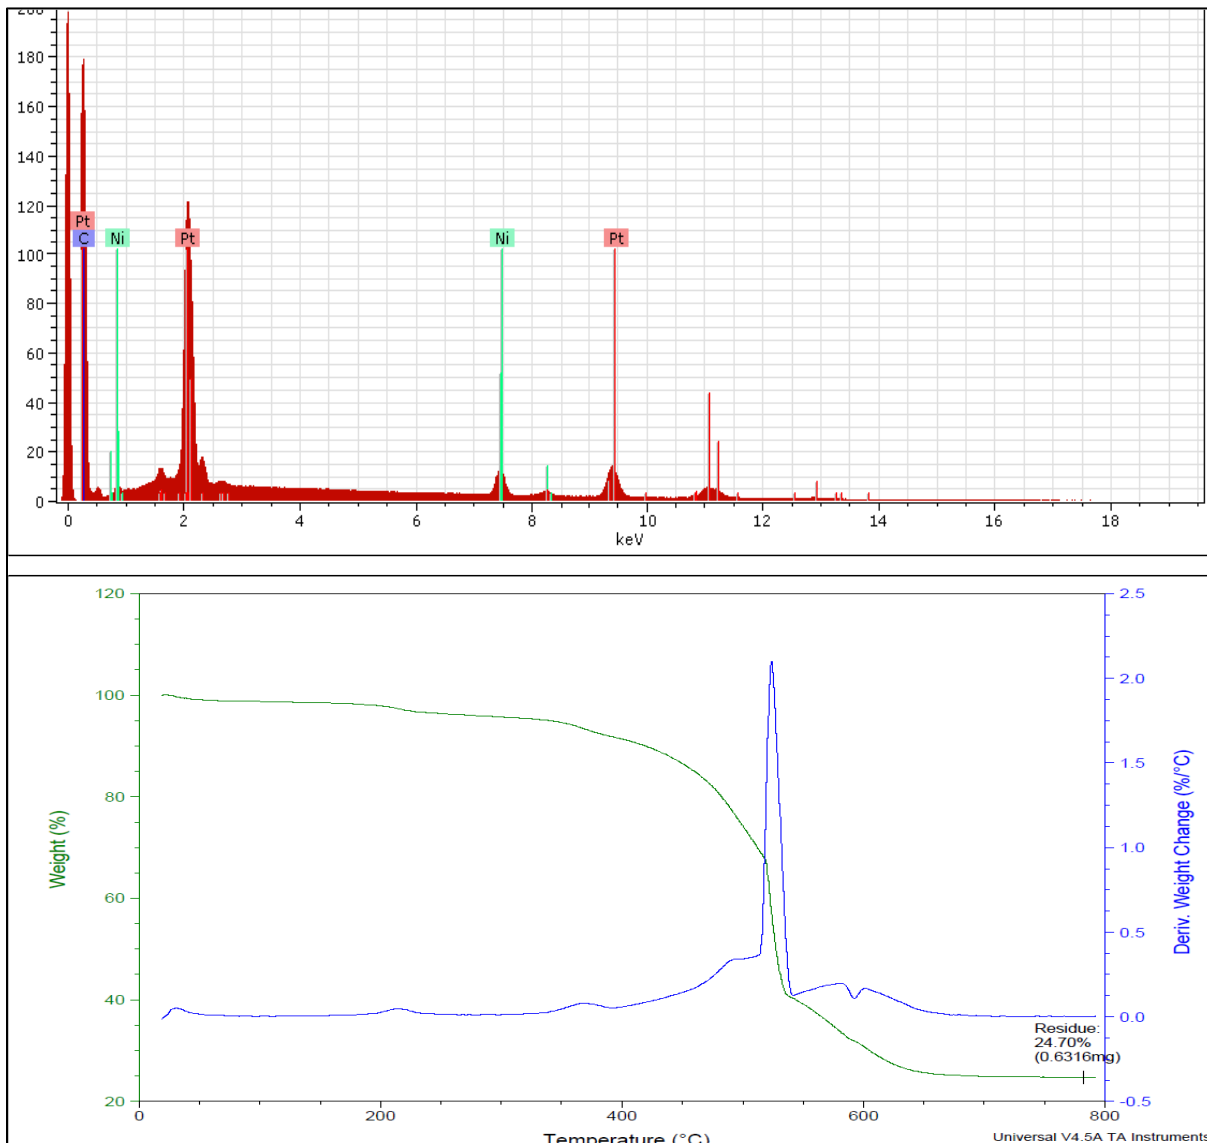 200
180
160
140
120
100
80
60
40
20
0
Pt
C
Ni
Pt
Ni
Pt
0 2 4 6 8 10 12 14 16 18
keV
120
100
80
60
40
20
Weight (%)
2.5
2.0
1.5
1.0
0.5
0.0
-0.5
Deriv. Weight Change (%/°C)
Residue:
24.70%
(0.6316mg)
0 200 400 600 800
Temperature (°C)
Universal V4.5A TA Instruments